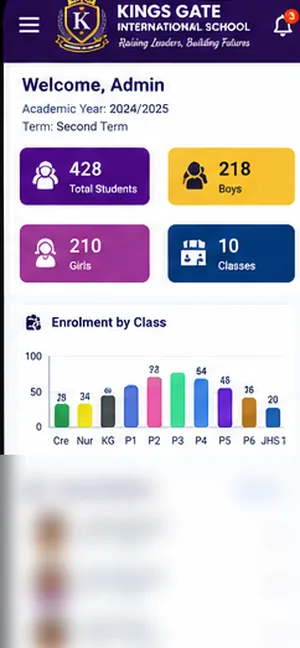 K
KINGS GATE
INTERNATIONAL SCHOOL
Raising Leaders, Building Futures
3
Welcome, Admin
Academic Year: 2024/2025
Term: Second Term
428
Total Students
218
Boys
210
Girls
10
Classes
Enrolment by Class
100
50
0
34
20
Cre Nur KG P1 P2 P3 P4 P5 P6 JHS 1